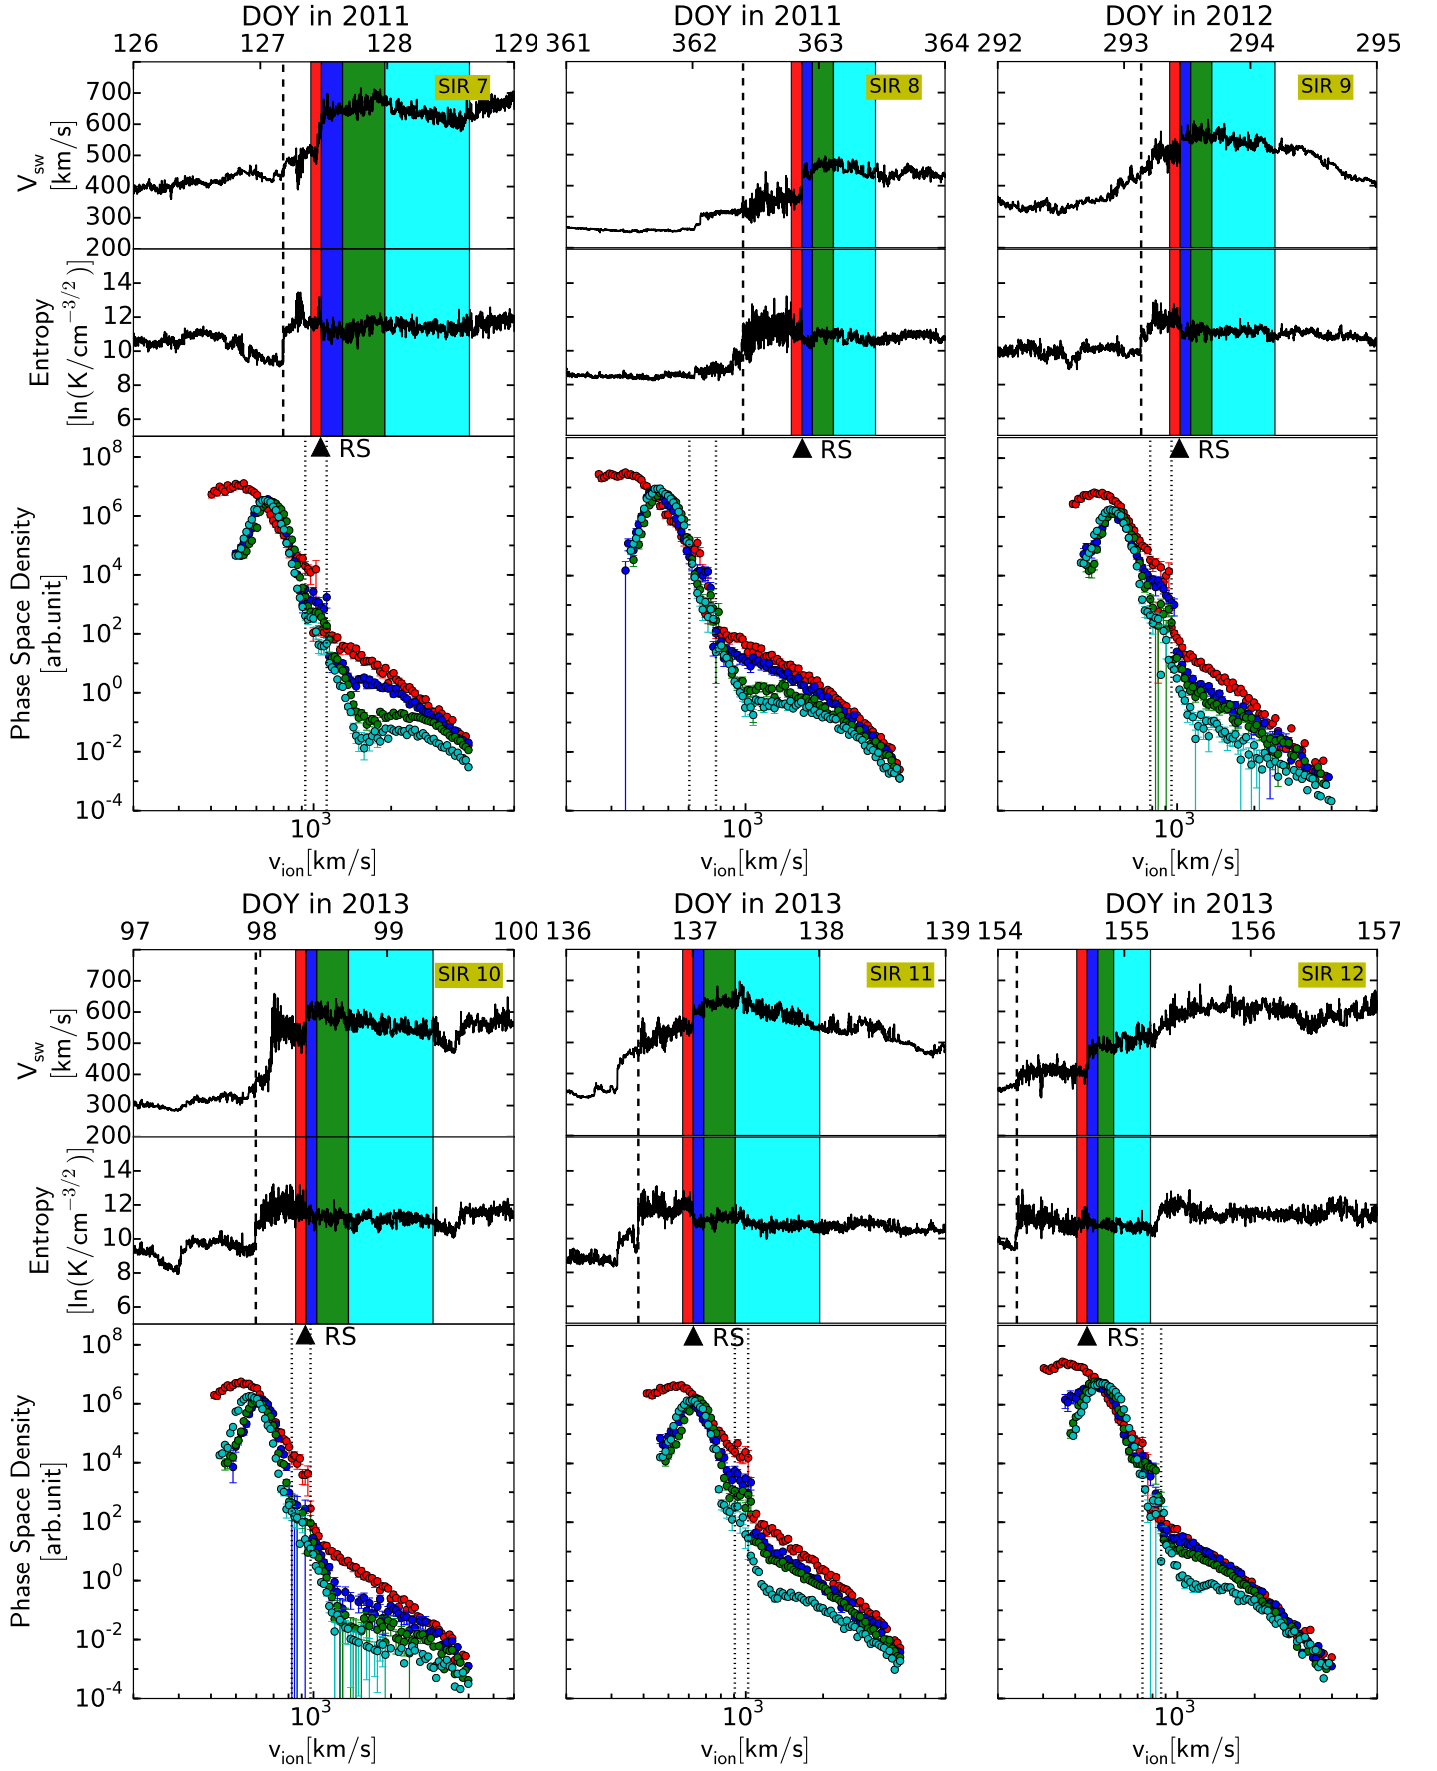 DOY in 2011 DOY in 2011 DOY in 2012
126 127 128 129 361 362 363 364 292 293 294 295
SIR 7 SIR 8 SIR 9
700
600
500
400
300
200
V_sw
[km/s]
14
12
10
8
6
Entropy
[ln(K/cm^{-3/2})]
RS RS RS
10^8
10^6
10^4
10^2
10^0
10^{-2}
10^{-4}
Phase Space Density
[arb.unit]
10^3 10^3 10^3
v_ion[km/s] v_ion[km/s] v_ion[km/s]
DOY in 2013 DOY in 2013 DOY in 2013
97 98 99 100 136 137 138 139 154 155 156 157
SIR 10 SIR 11 SIR 12
700
600
500
400
300
200
V_sw
[km/s]
14
12
10
8
6
Entropy
[ln(K/cm^{-3/2})]
RS RS RS
10^8
10^6
10^4
10^2
10^0
10^{-2}
10^{-4}
Phase Space Density
[arb.unit]
10^3 10^3 10^3
v_ion[km/s] v_ion[km/s] v_ion[km/s]